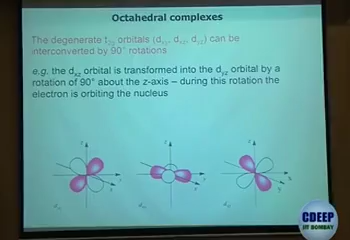 Octahedral complexes
The degenerate t2g orbitals (dxy, dxz, dyz) can be
interconverted by 90° rotations
e.g. the dxz orbital is transformed into the dyz orbital by a
rotation of 90° about the z-axis – during this rotation the
electron is orbiting the nucleus
CDEEP
IIT BOMBAY